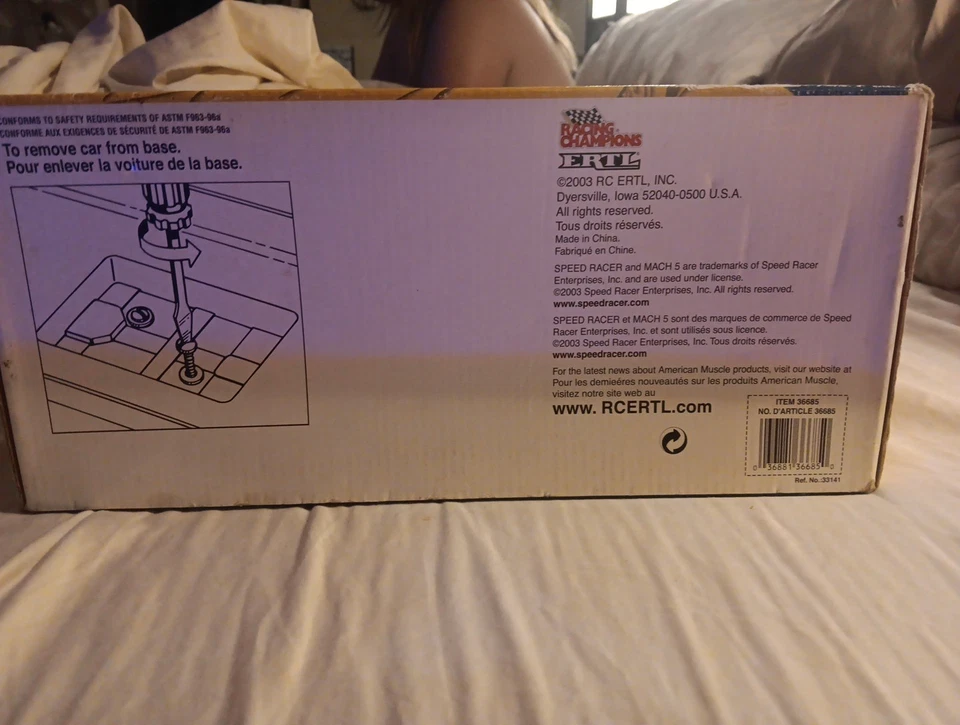 CONFORMS TO SAFETY REQUIREMENTS OF ASTM F963-96a
CONFORME AUX EXIGENCES DE SÉCURITÉ DE ASTM F963-96a
To remove car from base.
Pour enlever la voiture de la base.
RACING
CHAMPIONS
ERTL
©2003 RC ERTL, INC.
Dyersville, Iowa 52040-0500 U.S.A.
All rights reserved.
Tous droits réservés.
Made in China.
Fabriqué en Chine.
SPEED RACER and MACH 5 are trademarks of Speed Racer
Enterprises, Inc. and are used under license.
©2003 Speed Racer Enterprises, Inc. All rights reserved.
www.speedracer.com
SPEED RACER et MACH 5 sont des marques de commerce de Speed
Racer Enterprises, Inc. et sont utilisés sous licence.
©2003 Speed Racer Enterprises, Inc. Tous droits réservés.
www.speedracer.com
For the latest news about American Muscle products, visit our website at
Pour les demieéres nouveautés sur les produits American Muscle,
visitez notre site web au
www. RCERTL.com
ITEM 36685
NO. D'ARTICLE 36685
0 36881 36685 0
Ref. No.:33141